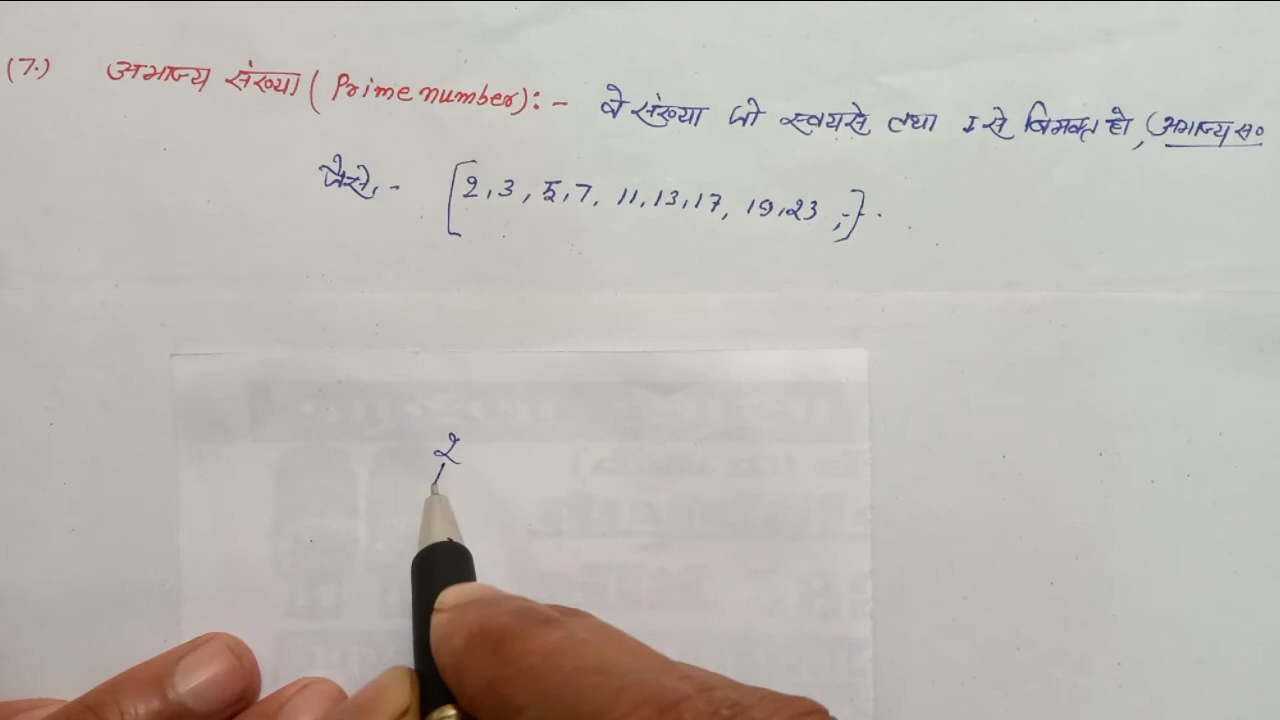 (7.) अभाज्य संख्या ( Prime number) : - वे संख्या जो स्वयसे तथा 1 से विभक्त हो, (अभाज्य सं०
जैसे, - [2, 3, 5, 7, 11, 13, 17, 19, 23, -}.
2